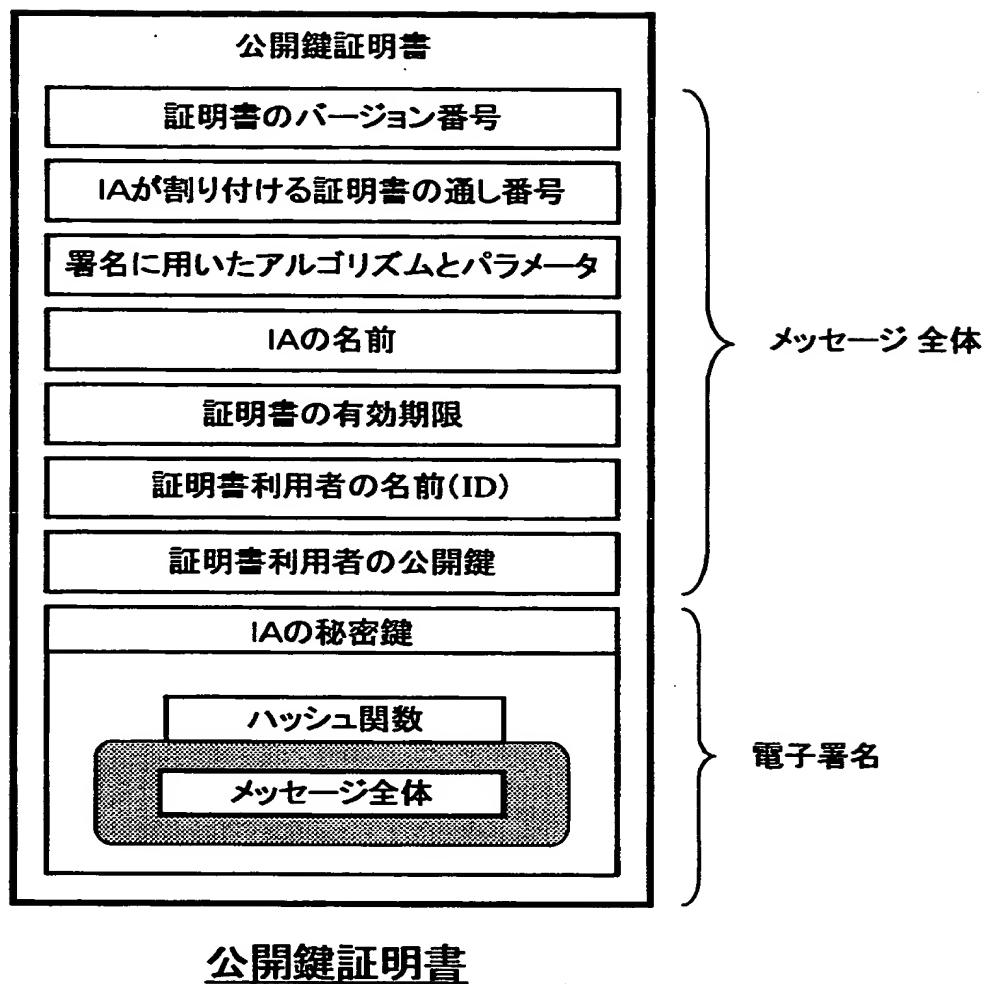 公開鍵証明書
証明書のバージョン番号
IAが割り付ける証明書の通し番号
署名に用いたアルゴリズムとパラメータ
IAの名前
証明書の有効期限
証明書利用者の名前(ID)
証明書利用者の公開鍵
メッセージ 全体
IAの秘密鍵
ハッシュ関数
メッセージ全体
電子署名
公開鍵証明書